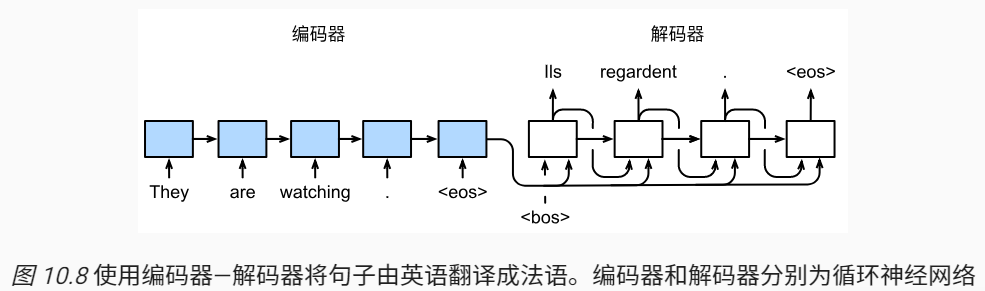 编码器 解码器
Ils regardent . <eos>
They are watching . <eos>
<bos>
图 10.8 使用编码器—解码器将句子由英语翻译成法语。编码器和解码器分别为循环神经网络